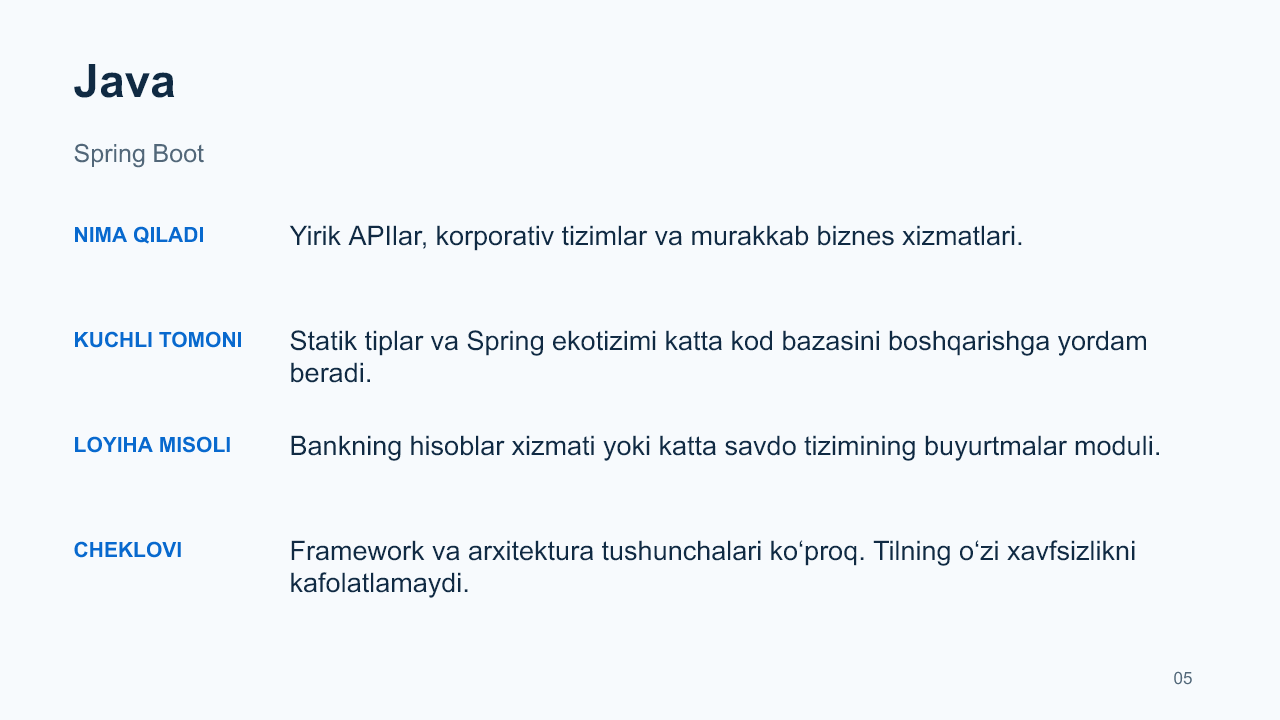 Java
Spring Boot
NIMA QILADI
Yirik APIlar, korporativ tizimlar va murakkab biznes xizmatlari.
KUCHLI TOMONI
Statik tiplar va Spring ekotizimi katta kod bazasini boshqarishga yordam
beradi.
LOYIHA MISOLI
Bankning hisoblar xizmati yoki katta savdo tizimining buyurtmalar moduli.
CHEKLOVI
Framework va arxitektura tushunchalari ko‘proq. Tilning o‘zi xavfsizlikni
kafolatlamaydi.
05